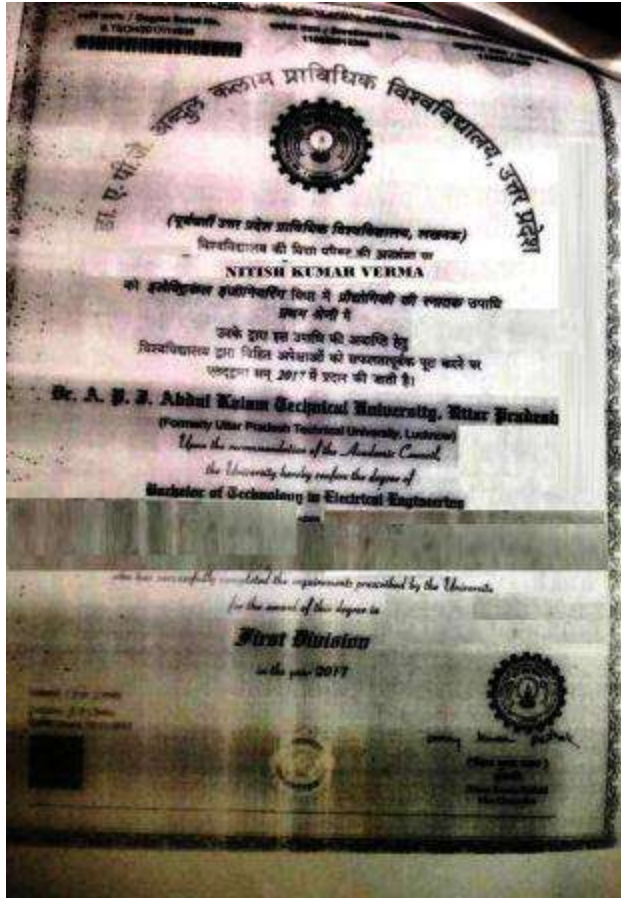 डा. ए. पी. जे. अब्दुल कलाम प्राविधिक विश्वविद्यालय, उत्तर प्रदेश
(पूर्ववर्ती उत्तर प्रदेश प्राविधिक विश्वविद्यालय, लखनऊ)
विश्वविद्यालय की विद्या परिषद की अनुशंसा पर
NITISH KUMAR VERMA
को इलेक्ट्रिकल इंजीनियरिंग विधा में प्रौद्योगिकी की स्नातक उपाधि
प्रथम श्रेणी में
उनके द्वारा इस उपाधि की अवाप्ति हेतु
विश्वविद्यालय द्वारा विहित अपेक्षाओं को सफलतापूर्वक पूरा करने पर
एतद्द्वारा सन् 2017 में प्रदान की जाती है।
Dr. A. P. J. Abdul Kalam Technical University, Uttar Pradesh
(Formerly Uttar Pradesh Technical University, Lucknow)
Upon the recommendation of the Academic Council,
the University hereby confers the degree of
Bachelor of Technology in Electrical Engineering
who has successfully completed the requirements prescribed by the University
for the award of this degree in
First Division
in the year 2017